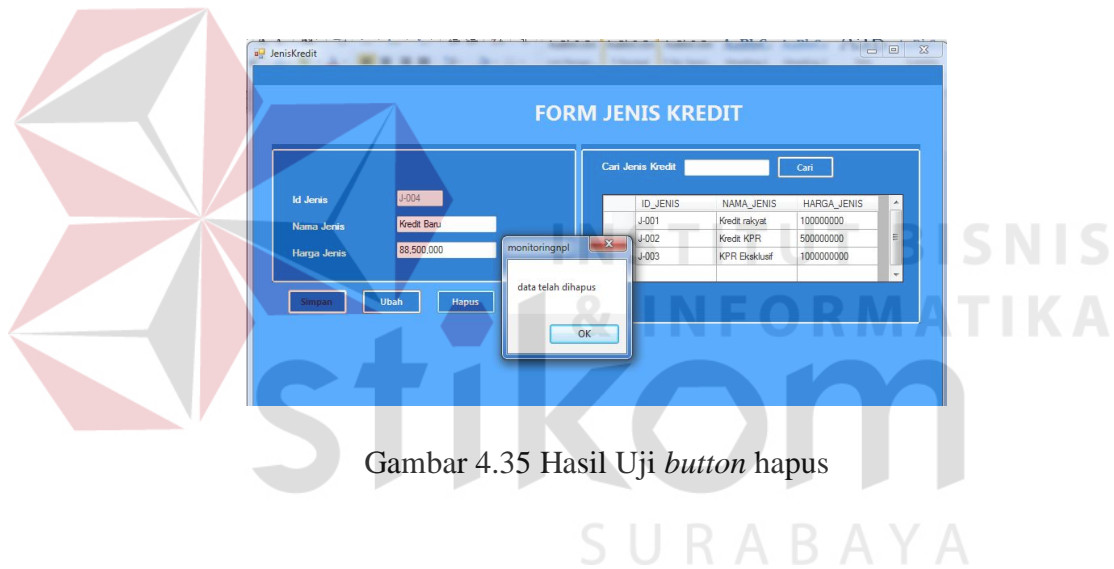 JenisKredit
FORM JENIS KREDIT
Id Jenis
J-004
Nama Jenis
Kredit Baru
Harga Jenis
88,500,000
Simpan
Ubah
Hapus
Cari Jenis Kredit
Cari
ID_JENIS NAMA_JENIS HARGA_JENIS
J-001 Kredit rakyat 100000000
J-002 Kredit KPR 500000000
J-003 KPR Eksklusif 1000000000
monitoringnpl
data telah dihapus
OK
INSTITUT BISNIS
& INFORMATIKA
stikom
SURABAYA
Gambar 4.35 Hasil Uji button hapus